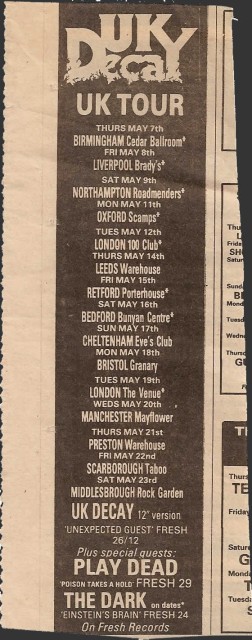 UK
Decay
UK TOUR
THURS MAY 7th
BIRMINGHAM Cedar Ballroom*
FRI MAY 8th
LIVERPOOL Brady's*
SAT MAY 9th
NORTHAMPTON Roadmenders*
MON MAY 11th
OXFORD Scamps*
TUES MAY 12th
LONDON 100 Club*
THURS MAY 14th
LEEDS Warehouse
FRI MAY 15th
RETFORD Porterhouse*
SAT MAY 16th
BEDFORD Bunyan Centre*
SUN MAY 17th
CHELTENHAM Eve's Club
MON MAY 18th
BRISTOL Granary
TUES MAY 19th
LONDON The Venue*
WEDS MAY 20th
MANCHESTER Mayflower
THURS MAY 21st
PRESTON Warehouse
FRI MAY 22nd
SCARBOROUGH Taboo
SAT MAY 23rd
MIDDLESBROUGH Rock Garden
UK DECAY 12" version
'UNEXPECTED GUEST' FRESH
26/12
Plus special guests:
PLAY DEAD
'POISON TAKES A HOLD' FRESH 29
THE DARK on dates*
'EINSTEIN'S BRAIN' FRESH 24
On Fresh Records